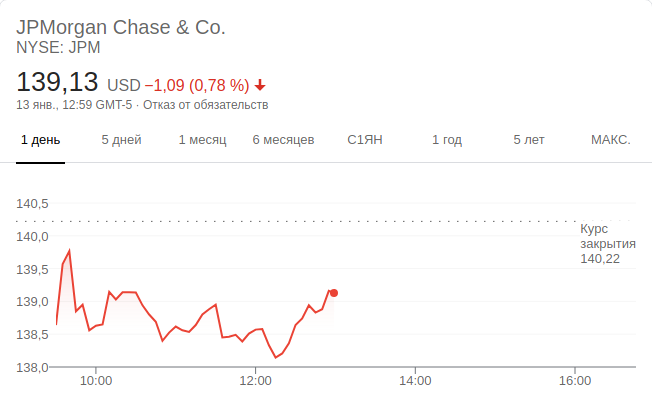 JPMorgan Chase & Co.
NYSE: JPM
139,13 USD −1,09 (0,78 %)
13 янв., 12:59 GMT-5 · Отказ от обязательств
1 день 5 дней 1 месяц 6 месяцев С1ЯН 1 год 5 лет МАКС.
140,5
Курс
закрытия
140,22
140,0
139,5
139,0
138,5
138,0
10:00 12:00 14:00 16:00